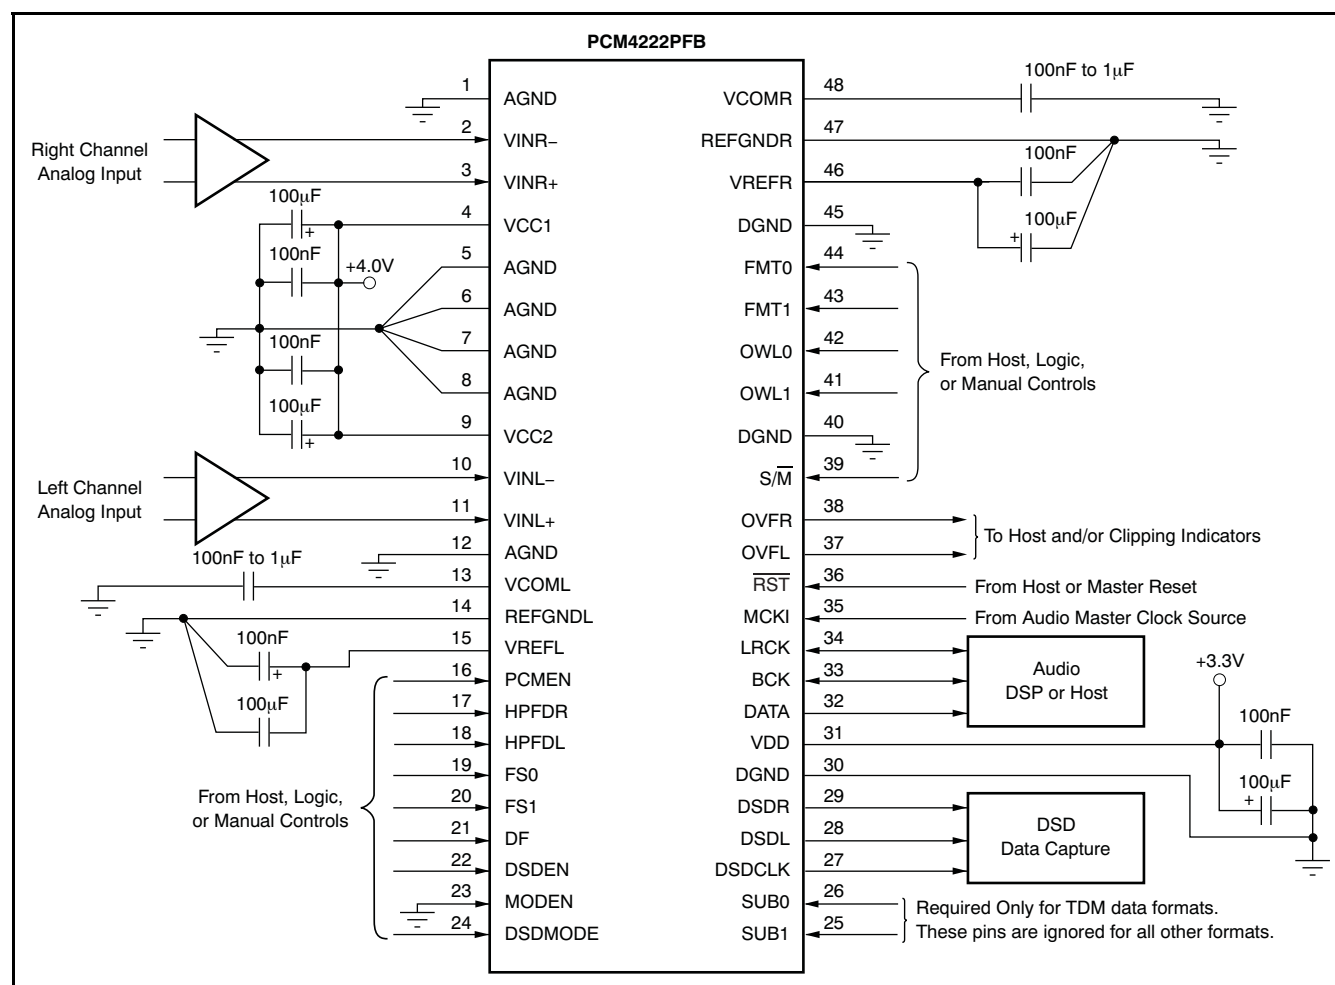 PCM4222PFB
1
AGND
2
VINR–
3
VINR+
Right Channel
Analog Input
100µF
+
4
VCC1
100nF
+4.0V
5
AGND
6
AGND
7
AGND
100nF
8
AGND
100µF
+
9
VCC2
10
VINL–
11
VINL+
Left Channel
Analog Input
12
AGND
100nF to 1µF
13
VCOML
14
REFGNDL
100nF
+
15
VREFL
100µF
16
PCMEN
17
HPFDR
18
HPFDL
19
FS0
20
FS1
From Host, Logic,
or Manual Controls
21
DF
22
DSDEN
23
MODEN
24
DSDMODE
VCOMR
48
100nF to 1µF
REFGNDR
47
VREFR
46
100nF
100µF
+
DGND
45
FMT0
44
FMT1
43
OWL0
42
OWL1
41
From Host, Logic,
or Manual Controls
DGND
40
S/M̅
39
OVFR
38
OVFL
37
To Host and/or Clipping Indicators
R̅S̅T̅
36
From Host or Master Reset
MCKI
35
From Audio Master Clock Source
LRCK
34
BCK
33
DATA
32
Audio
DSP or Host
+3.3V
VDD
31
100nF
DGND
30
100µF
+
DSDR
29
DSDL
28
DSDCLK
27
DSD
Data Capture
SUB0
26
SUB1
25
Required Only for TDM data formats.
These pins are ignored for all other formats.